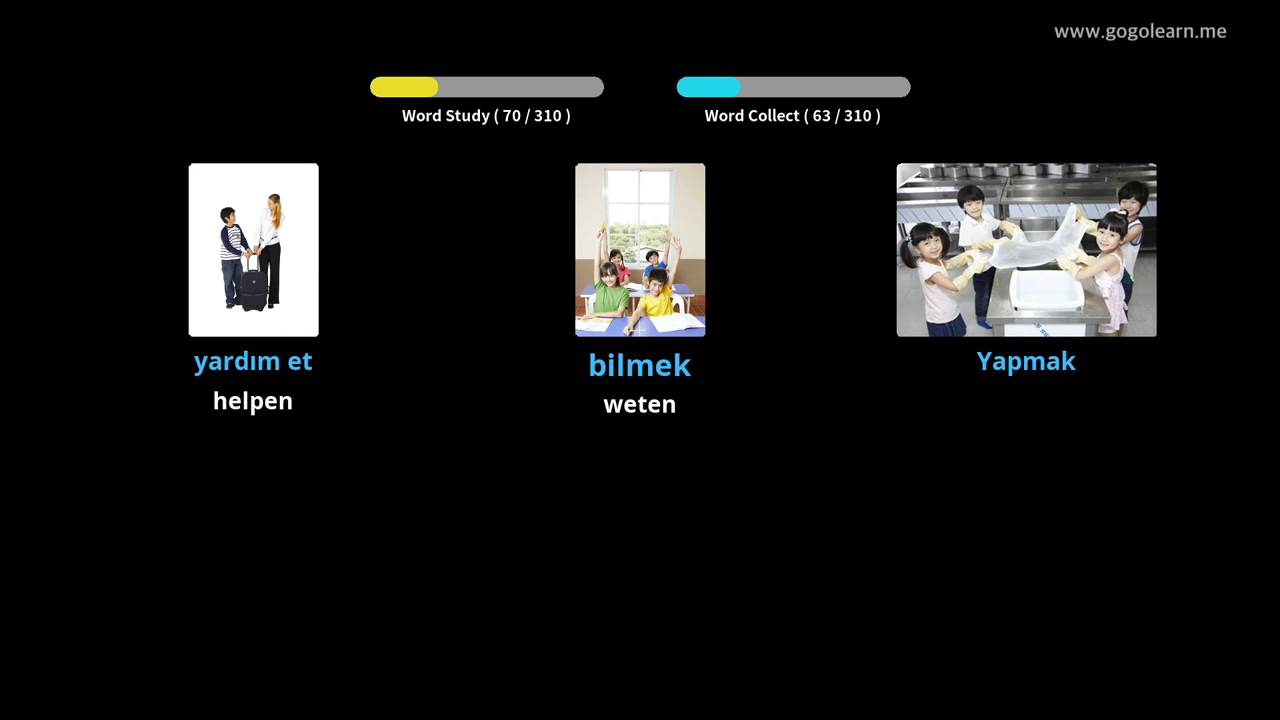 www.gogolearn.me
Word Study ( 70 / 310 )
Word Collect ( 63 / 310 )
yardım et
helpen
bilmek
weten
Yapmak